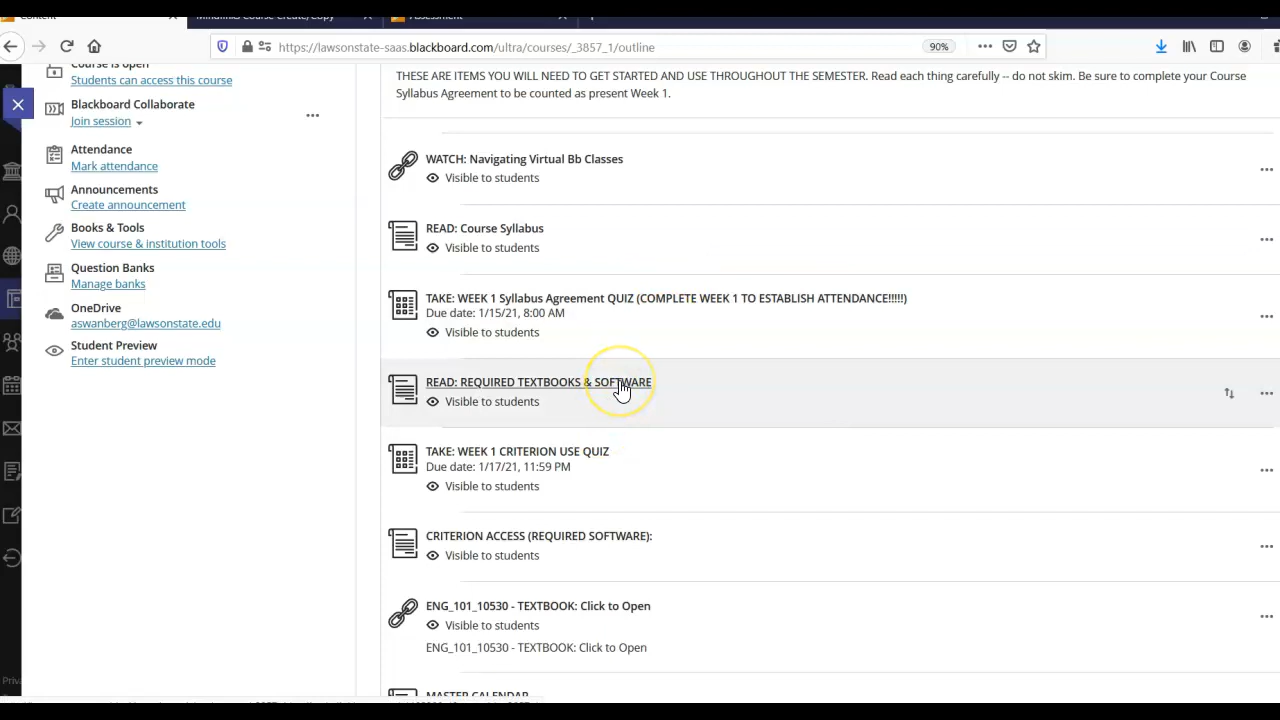 Content
Mindlinks Course Create/Copy
Assessment
https://lawsonstate-saas.blackboard.com/ultra/courses/_3857_1/outline
90%
Course is open
Students can access this course
Blackboard Collaborate
Join session
Attendance
Mark attendance
Announcements
Create announcement
Books & Tools
View course & institution tools
Question Banks
Manage banks
OneDrive
aswanberg@lawsonstate.edu
Student Preview
Enter student preview mode
Priva
THESE ARE ITEMS YOU WILL NEED TO GET STARTED AND USE THROUGHOUT THE SEMESTER. Read each thing carefully -- do not skim. Be sure to complete your Course
Syllabus Agreement to be counted as present Week 1.
WATCH: Navigating Virtual Bb Classes
Visible to students
READ: Course Syllabus
Visible to students
TAKE: WEEK 1 Syllabus Agreement QUIZ (COMPLETE WEEK 1 TO ESTABLISH ATTENDANCE!!!!!)
Due date: 1/15/21, 8:00 AM
Visible to students
READ: REQUIRED TEXTBOOKS & SOFTWARE
Visible to students
TAKE: WEEK 1 CRITERION USE QUIZ
Due date: 1/17/21, 11:59 PM
Visible to students
CRITERION ACCESS (REQUIRED SOFTWARE):
Visible to students
ENG_101_10530 - TEXTBOOK: Click to Open
Visible to students
ENG_101_10530 - TEXTBOOK: Click to Open
MASTER CALENDAR